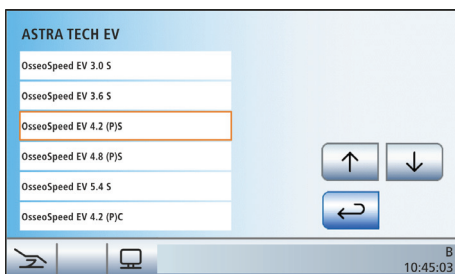 ASTRA TECH EV
OsseoSpeed EV 3.0 S
OsseoSpeed EV 3.6 S
OsseoSpeed EV 4.2 (P)S
OsseoSpeed EV 4.8 (P)S
OsseoSpeed EV 5.4 S
OsseoSpeed EV 4.2 (P)C
B
10:45:03